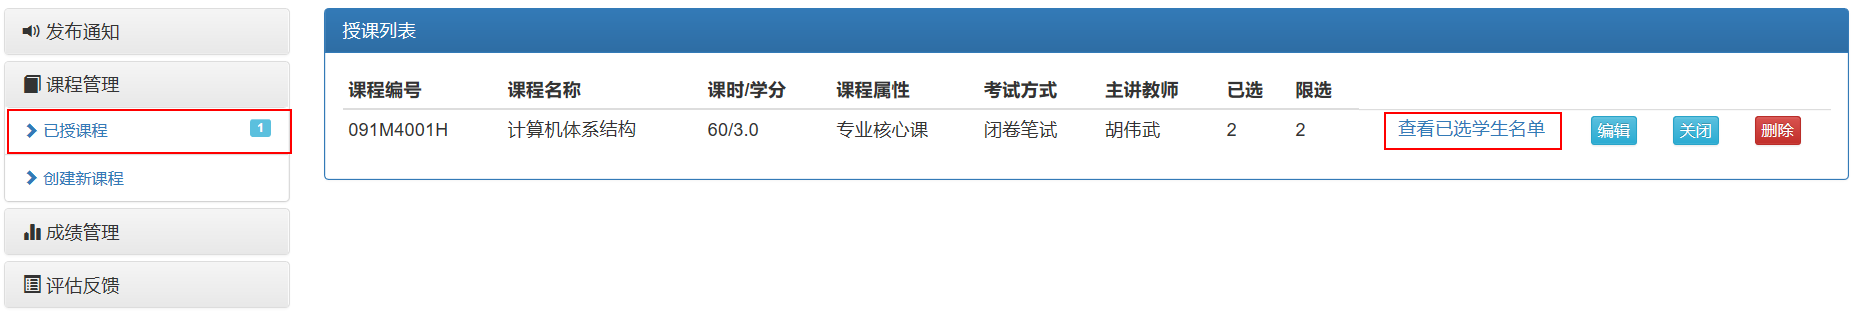 发布通知
课程管理
已授课程 1
创建新课程
成绩管理
评估反馈
授课列表
课程编号 课程名称 课时/学分 课程属性 考试方式 主讲教师 已选 限选
091M4001H 计算机体系结构 60/3.0 专业核心课 闭卷笔试 胡伟武 2 2 查看已选学生名单 编辑 关闭 删除